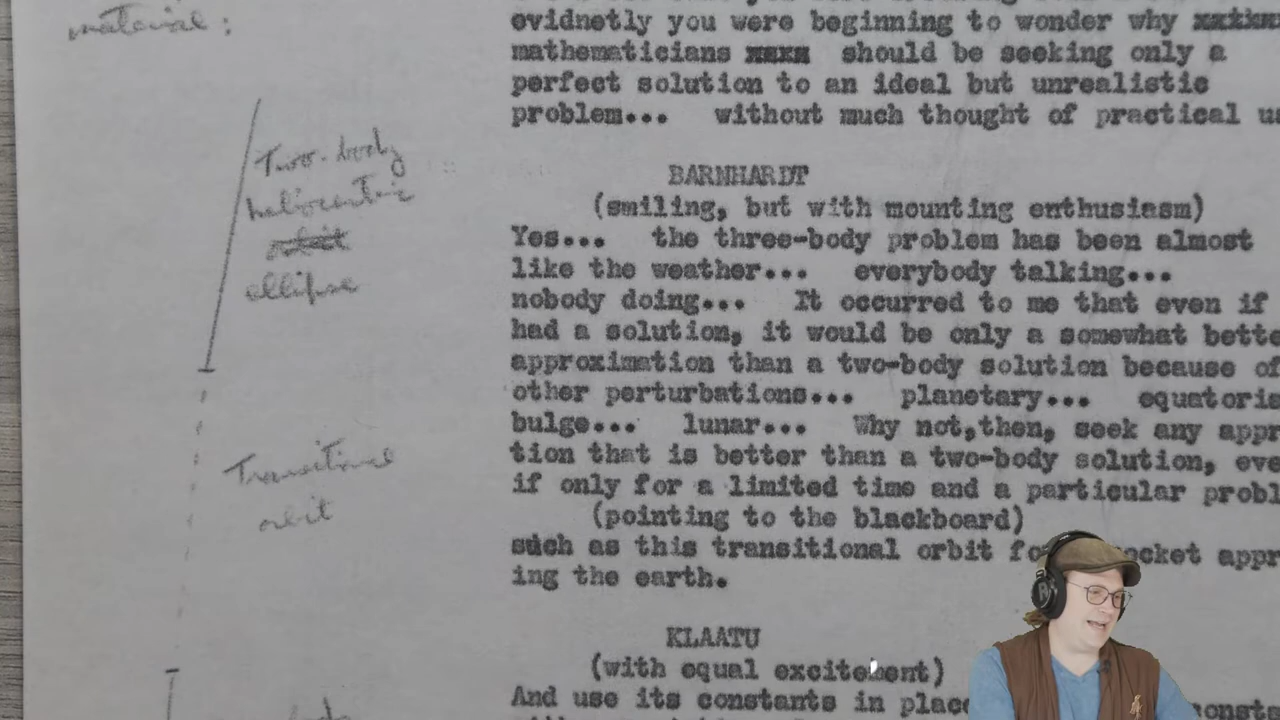 material:
evidnetly you were beginning to wonder why
mathematicians should be seeking only a
perfect solution to an ideal but unrealistic
problem... without much thought of practical
BARNHARDT
(smiling, but with mounting enthusiasm)
Yes... the three-body problem has been almost
like the weather... everybody talking...
nobody doing... It occurred to me that even if
had a solution, it would be only a somewhat bette
approximation than a two-body solution because of
other perturbations... planetary... equatoria
bulge... lunar... Why not,then, seek any appr
tion that is better than a two-body solution, eve
if only for a limited time and a particular probl
(pointing to the blackboard)
such as this transitional orbit fo ocket appr
ing the earth.
KLAATU
(with equal excitement)
And use its constants in place consta
Two-body
heliocentric
orbit
ellipse
Transitional
orbit